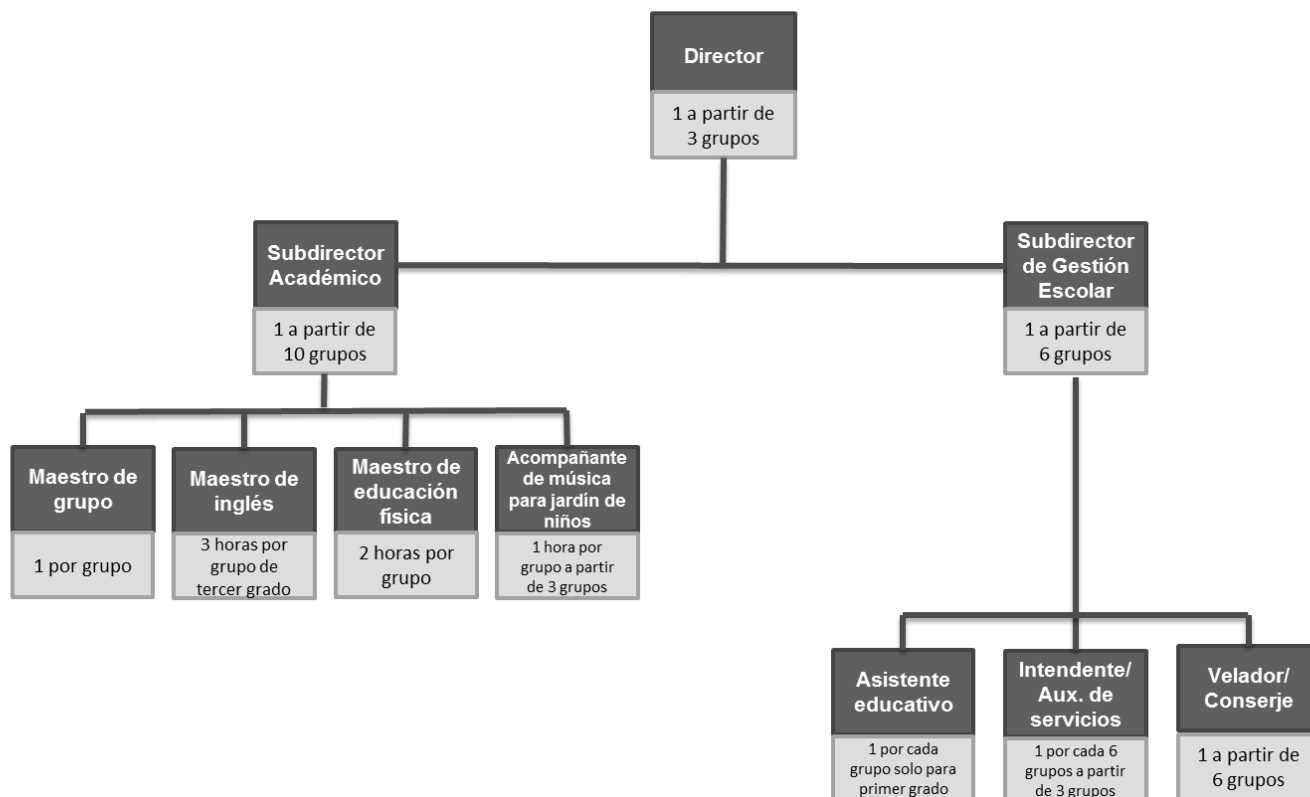 Director
1 a partir de
3 grupos
Subdirector
Académico
1 a partir de
10 grupos
Subdirector
de Gestión
Escolar
1 a partir de
6 grupos
Maestro de
grupo
1 por grupo
Maestro de
inglés
3 horas por
grupo de
tercer grado
Maestro de
educación
física
2 horas por
grupo
Acompañante
de música
para jardín de
niños
1 hora por
grupo a partir
de 3 grupos
Asistente
educativo
1 por cada
grupo solo para
primer grado
Intendente/
Aux. de
servicios
1 por cada 6
grupos a partir
de 3 grupos
Velador/
Conserje
1 a partir de
6 grupos